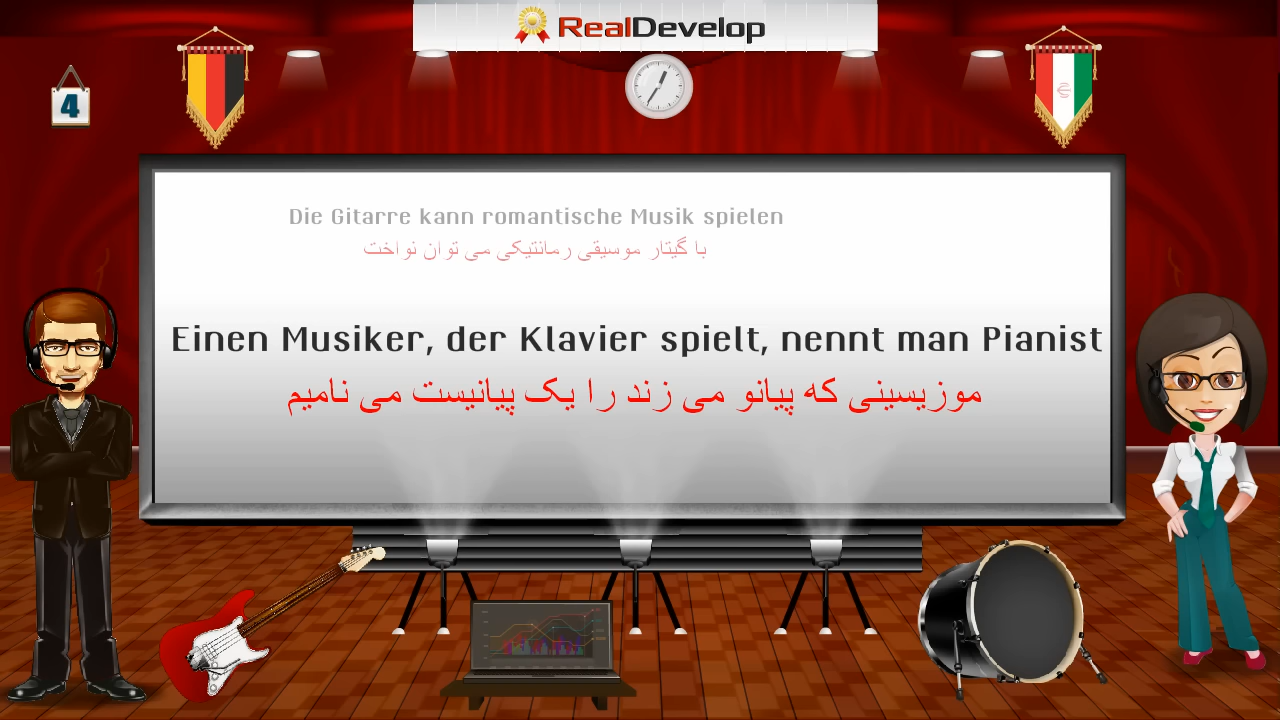 RealDevelop
4
Die Gitarre kann romantische Musik spielen
با گیتار موسیقی رمانتیکی می توان نواخت
Einen Musiker, der Klavier spielt, nennt man Pianist
موزیسینی که پیانو می زند را یک پیانیست می نامیم